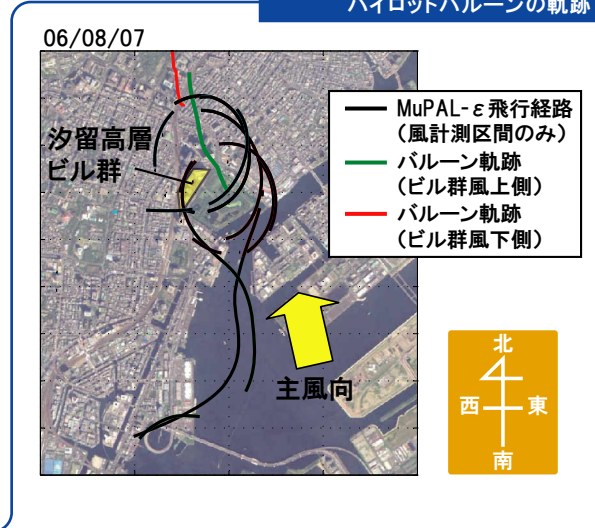 パイロットバルーンの軌跡
06/08/07
汐留高層
ビル群
MuPAL-ε飛行経路
（風計測区間のみ）
バルーン軌跡
（ビル群風上側）
バルーン軌跡
（ビル群風下側）
主風向
北
西
東
南